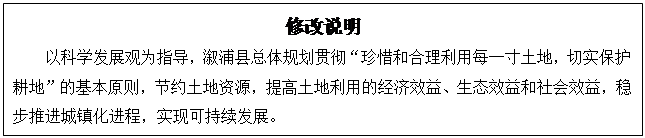 修改说明
以科学发展观为指导，溆浦县总体规划贯彻“珍惜和合理利用每一寸土地，切实保护
耕地”的基本原则，节约土地资源，提高土地利用的经济效益、生态效益和社会效益，稳
步推进城镇化进程，实现可持续发展。